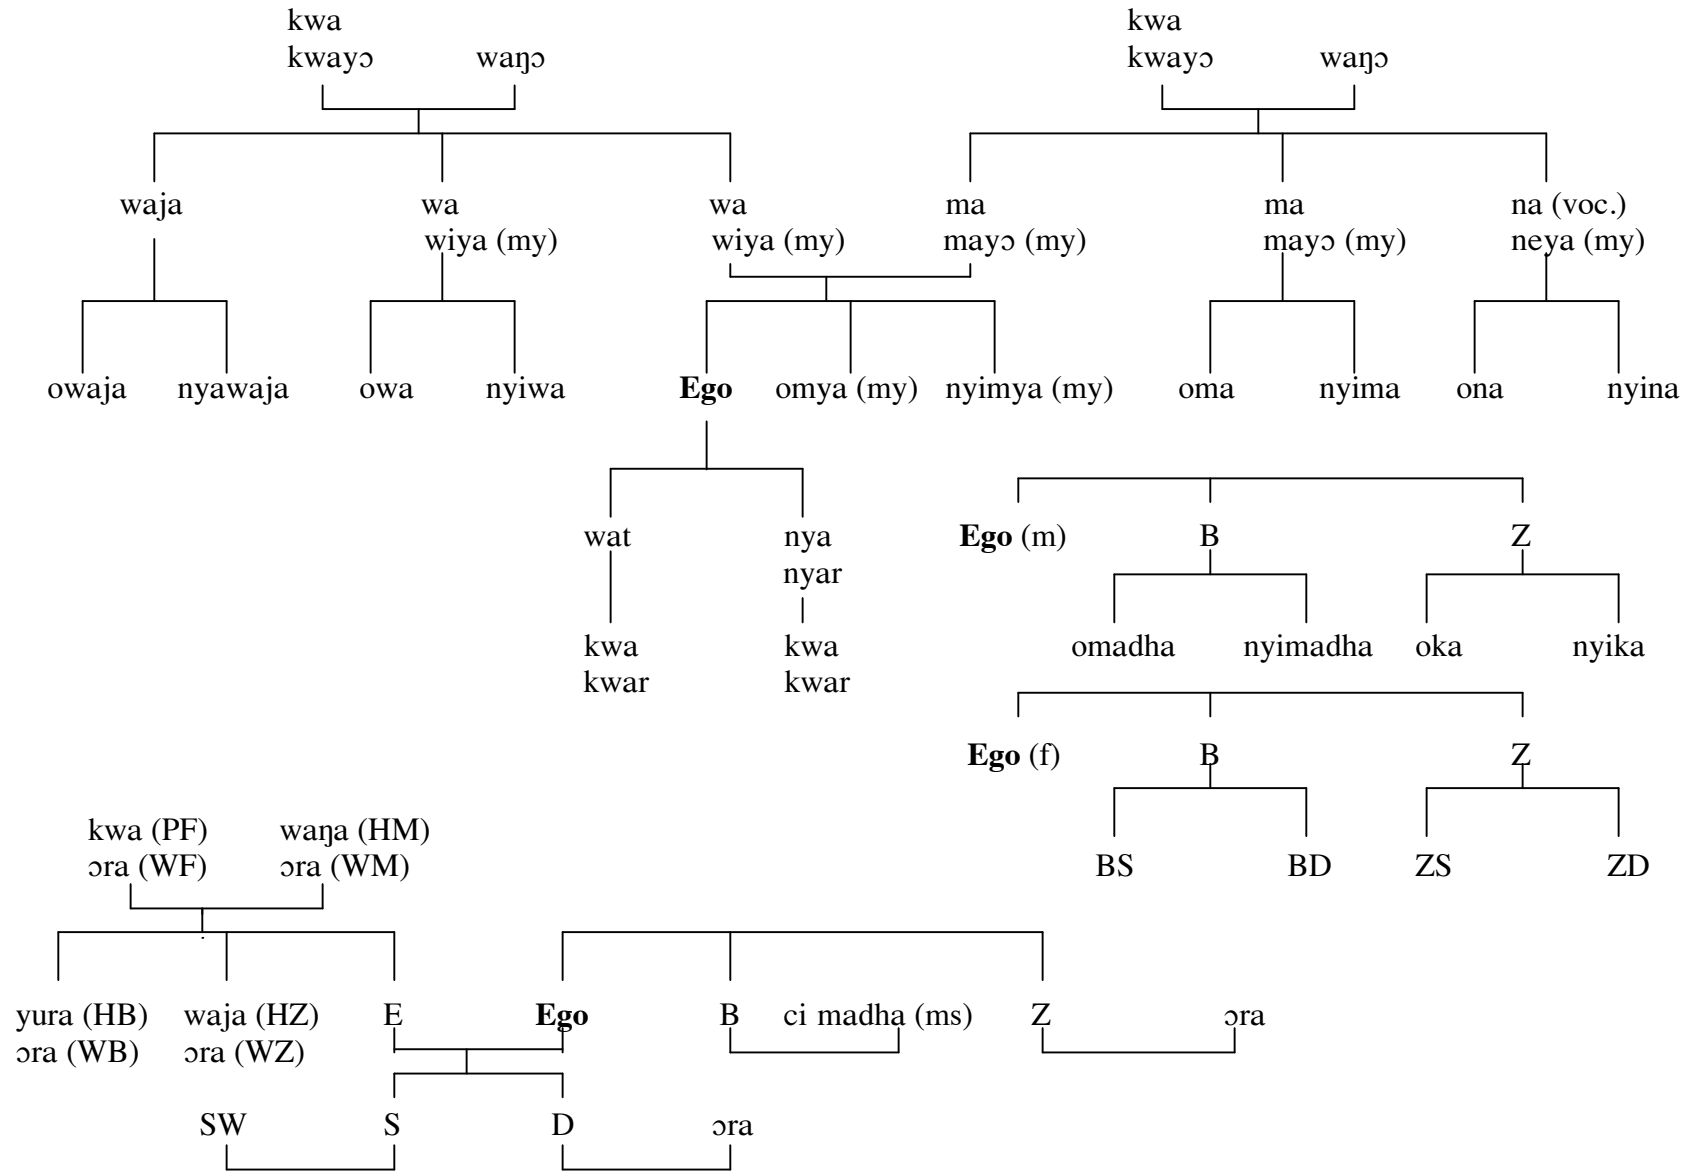 kwa kwa
kwayɔ waŋɔ kwayɔ waŋɔ
waja wa wa ma ma na (voc.)
wiya (my) wiya (my) mayɔ (my) mayɔ (my) neya (my)
owaja nyawaja owa nyiwa Ego omya (my) nyimya (my) oma nyima ona nyina
wat nya Ego (m) B Z
nyar
kwa kwa omadha nyimadha oka nyika
kwar kwar
Ego (f) B Z
kwa (PF) waŋa (HM)
ɔra (WF) ɔra (WM) BS BD ZS ZD
yura (HB) waja (HZ) E Ego B ci madha (ms) Z ɔra
ɔra (WB) ɔra (WZ)
SW S D ɔra